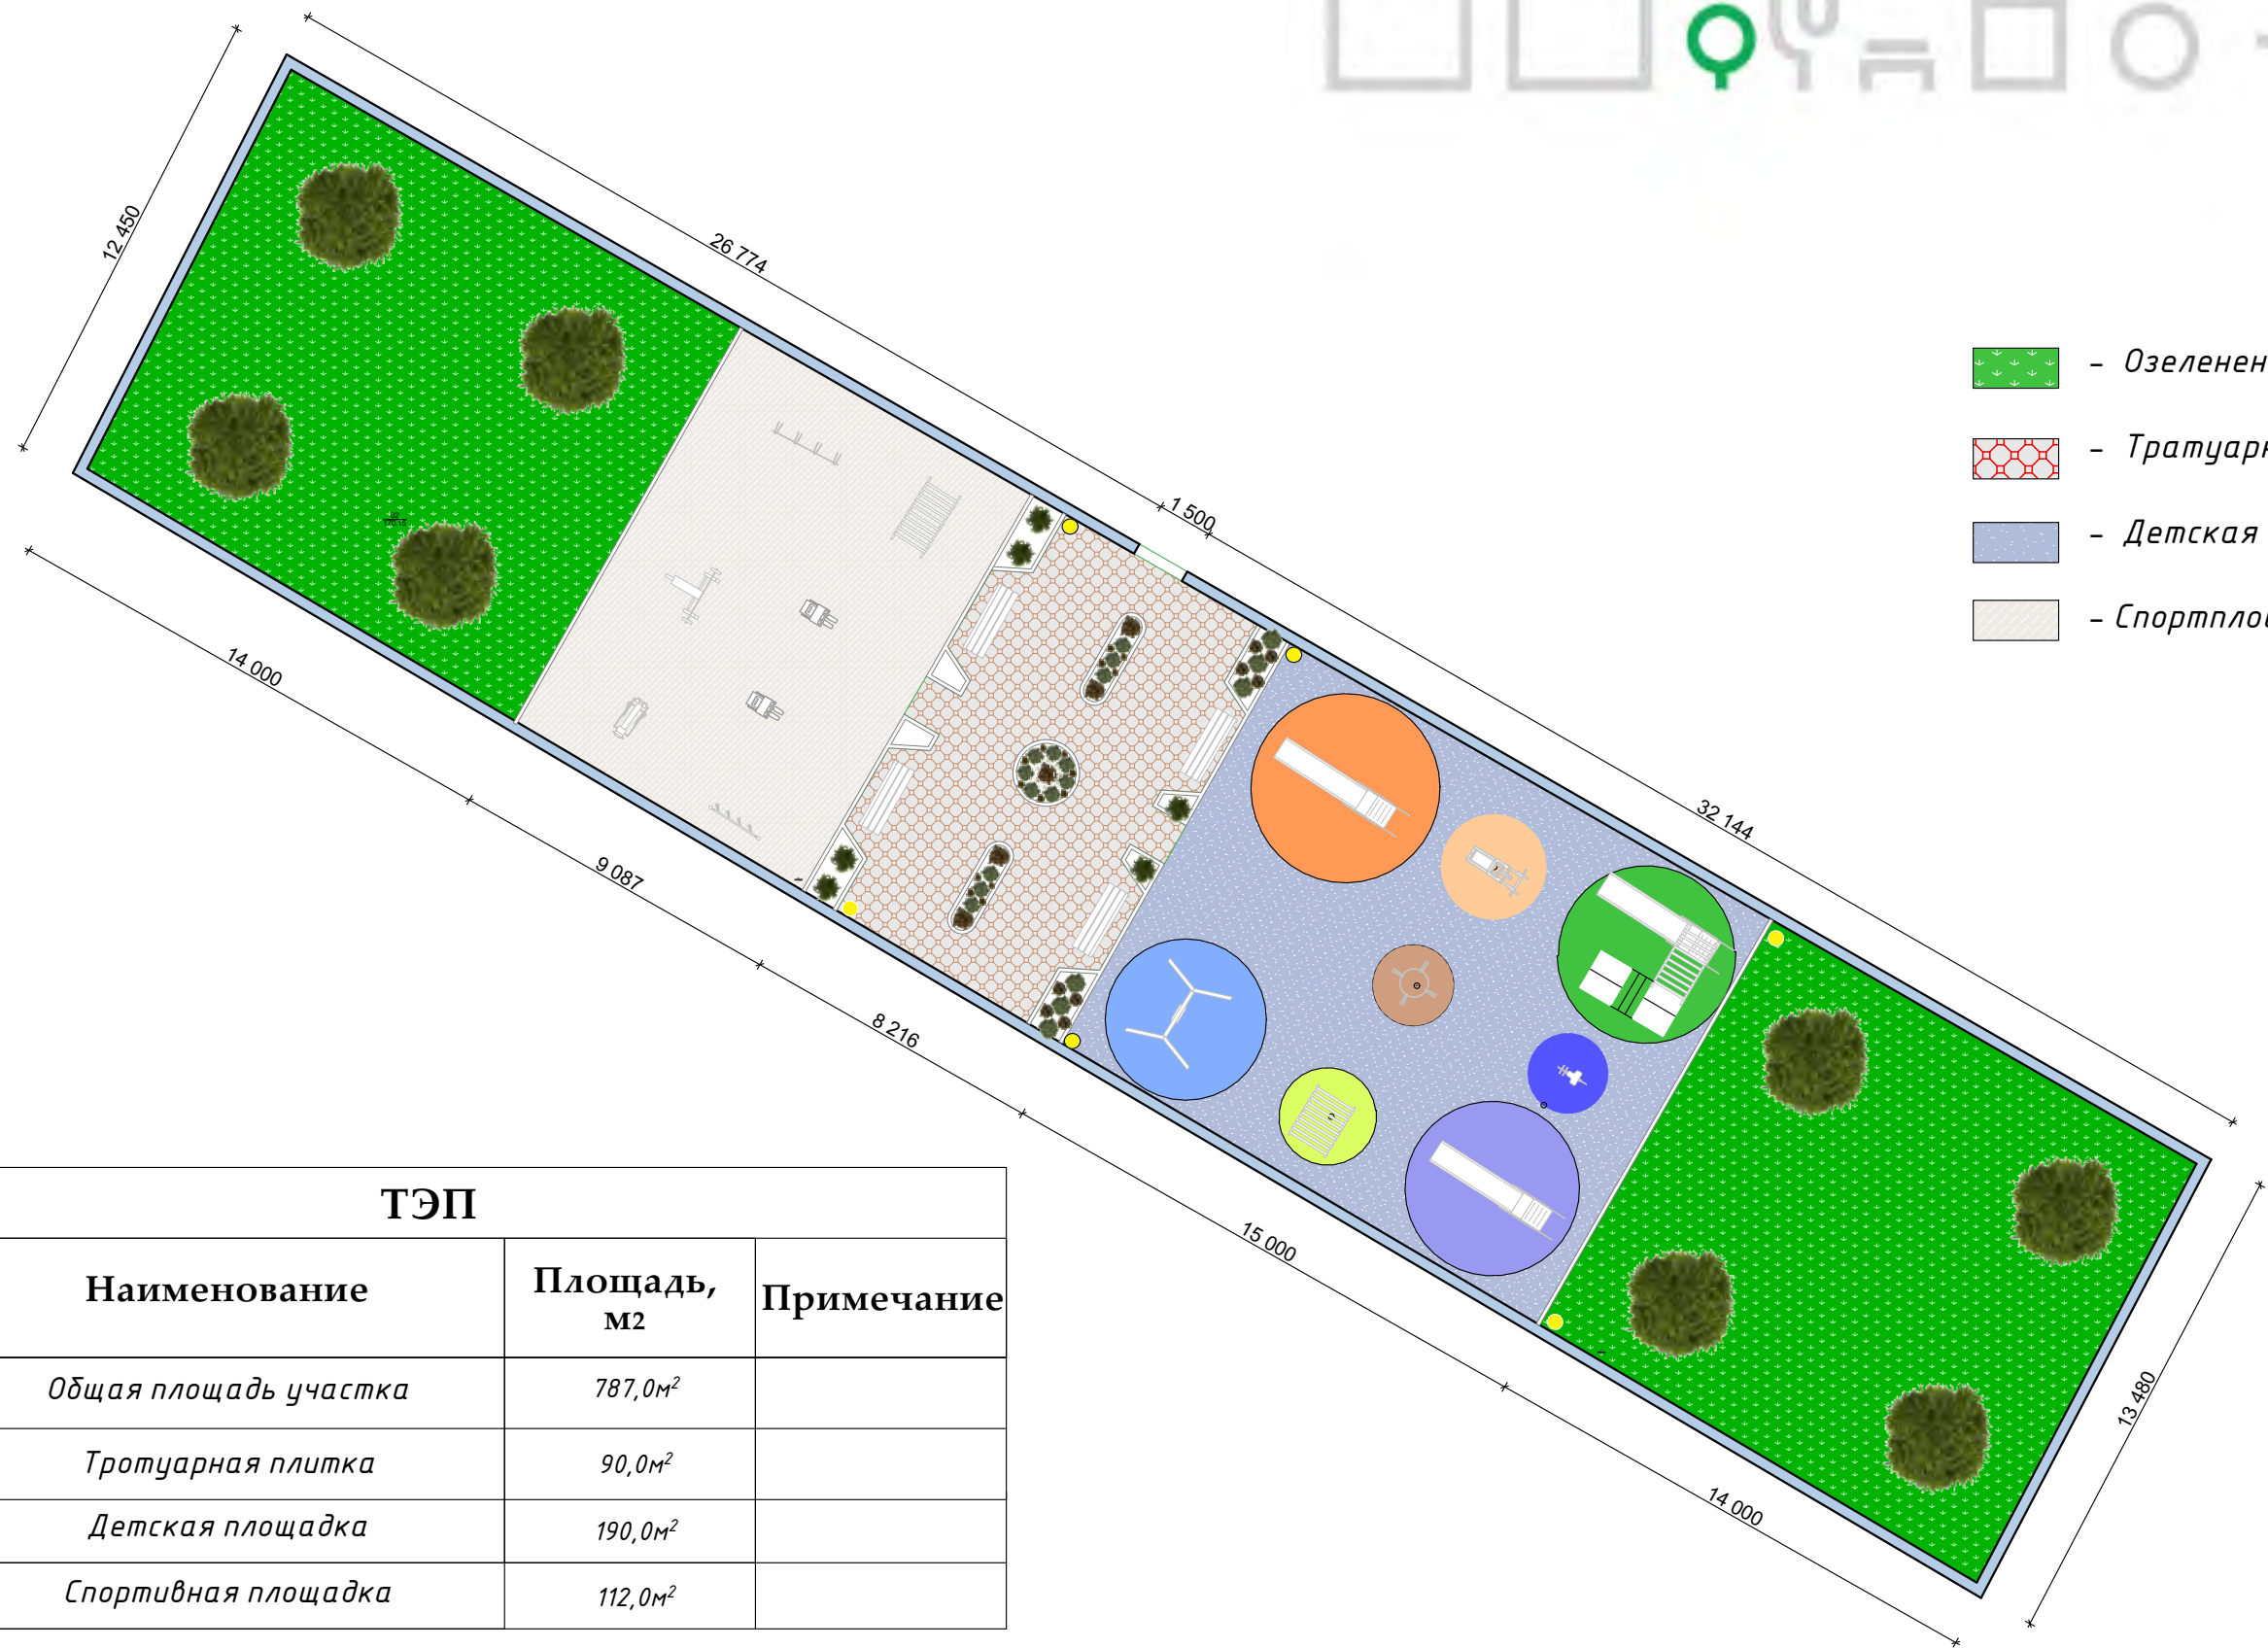 12 450
26 774
1 500
32 144
13 480
14 000
9 087
8 216
15 000
14 000
- Озеленен
- Тратуарн
- Детская
- Спортплощ
ТЭП
Наименование
Площадь, м2
Примечание
Общая площадь участка
787,0м²
Тротуарная плитка
90,0м²
Детская площадка
190,0м²
Спортивная площадка
112,0м²